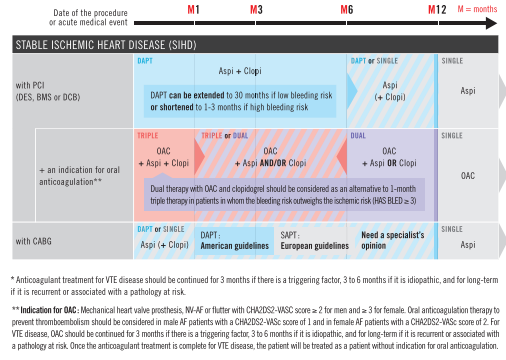 Date of the procedure
or acute medical event
M1
M3
M6
M12
M = months
STABLE ISCHEMIC HEART DISEASE (SIHD)
with PCI
(DES, BMS or DCB)
DAPT
Aspi + Clopi
DAPT can be extended to 30 months if low bleeding risk
or shortened to 1-3 months if high bleeding risk
DAPT or SINGLE
Aspi
(+ Clopi)
SINGLE
Aspi
+ an indication for oral
anticoagulation**
TRIPLE
OAC
+ Aspi + Clopi
TRIPLE or DUAL
OAC
+ Aspi AND/OR Clopi
DUAL
OAC
+ Aspi OR Clopi
SINGLE
OAC
Dual therapy with OAC and clopidogrel should be considered as an alternative to 1-month
triple therapy in patients in whom the bleeding risk outweighs the ischemic risk (HAS BLED ≥ 3)
with CABG
DAPT or SINGLE
Aspi (+ Clopi)
DAPT :
American guidelines
SAPT :
European guidelines
Need a specialist's
opinion
SINGLE
Aspi
* Anticoagulant treatment for VTE disease should be continued for 3 months if there is a triggering factor, 3 to 6 months if it is idiopathic, and for long-term
if it is recurrent or associated with a pathology at risk.
** Indication for OAC : Mechanical heart valve prosthesis, NV-AF or flutter with CHA2DS2-VASC score ≥ 2 for men and ≥ 3 for women. Oral anticoagulation therapy to
prevent thromboembolism should be considered in male AF patients with a CHA2DS2-VASc score of 1 and in female AF patients with a CHA2DS2-VASc score of 2. For
VTE disease, OAC should be continued for 3 months if there is a triggering factor, 3 to 6 months if it is idiopathic, and for long-term if it is recurrent or associated with
a pathology at risk. Once the anticoagulant treatment is complete for VTE disease, the patient will be treated as a patient without indication for oral anticoagulation.